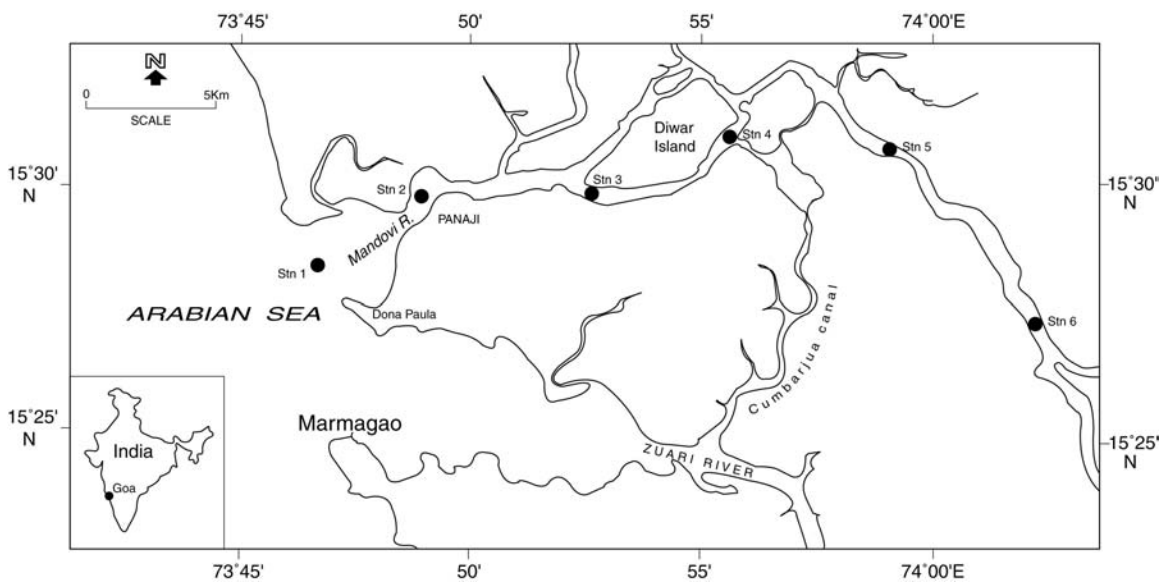 73˚45'
50'
55'
74˚00'E
N
0
5Km
SCALE
Diwar
Island
Stn 4
Stn 5
15˚30'
N
Stn 2
Stn 3
15˚30'
N
PANAJI
Mandovi R.
Stn 1
ARABIAN SEA
Dona Paula
Stn 6
Cumbarjua canal
15˚25'
N
Marmagao
15˚25'
N
ZUARI RIVER
India
Goa
73˚45'
50'
55'
74˚00'E